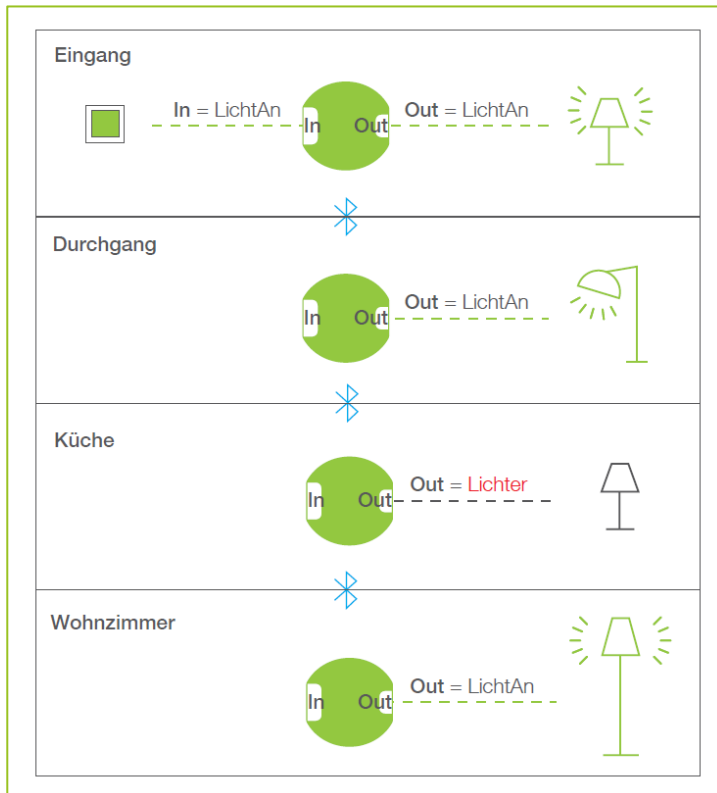 Eingang
In = LichtAn
In Out
Out = LichtAn
Durchgang
In Out
Out = LichtAn
Küche
In Out
Out = Lichter
Wohnzimmer
In Out
Out = LichtAn